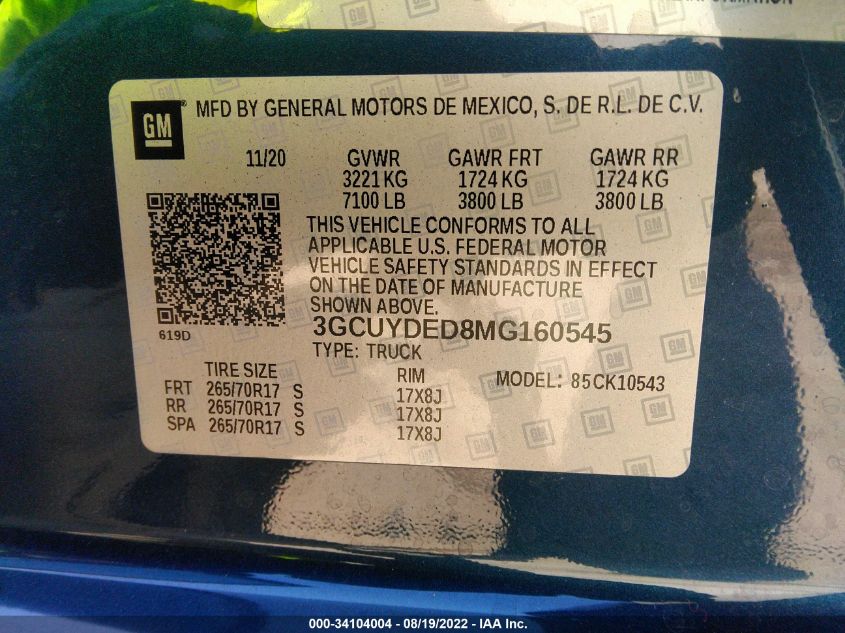 GM
MFD BY GENERAL MOTORS DE MEXICO, S. DE R.L. DE C.V.
11/20 GVWR GAWR FRT GAWR RR
3221 KG 1724 KG 1724 KG
7100 LB 3800 LB 3800 LB
THIS VEHICLE CONFORMS TO ALL
APPLICABLE U.S. FEDERAL MOTOR
VEHICLE SAFETY STANDARDS IN EFFECT
ON THE DATE OF MANUFACTURE
SHOWN ABOVE.
619D
3GCUYDED8MG160545
TYPE: TRUCK
TIRE SIZE RIM MODEL: 85CK10543
FRT 265/70R17 S 17X8J
RR 265/70R17 S 17X8J
SPA 265/70R17 S 17X8J
000-34104004 - 08/19/2022 - IAA Inc.